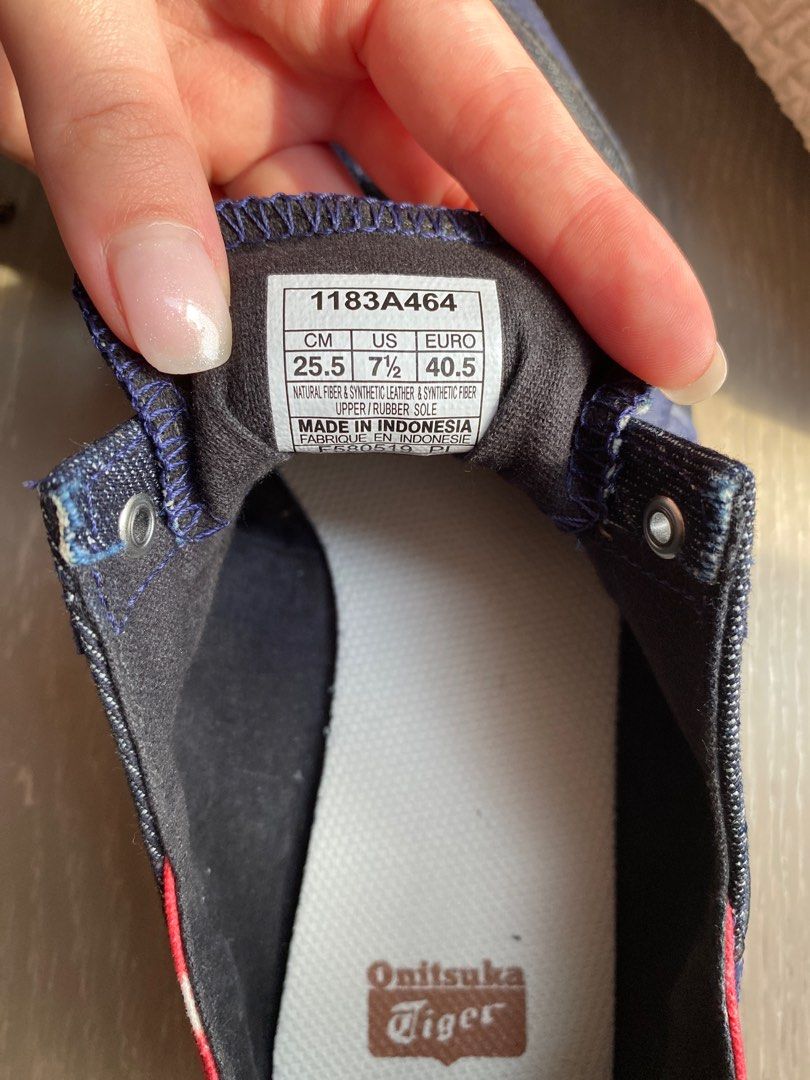 1183A464
CM US EURO
25.5 7½ 40.5
NATURAL FIBER & SYNTHETIC LEATHER & SYNTHETIC FIBER
UPPER / RUBBER SOLE
MADE IN INDONESIA
FABRIQUE EN INDONESIE
Onitsuka
Tiger